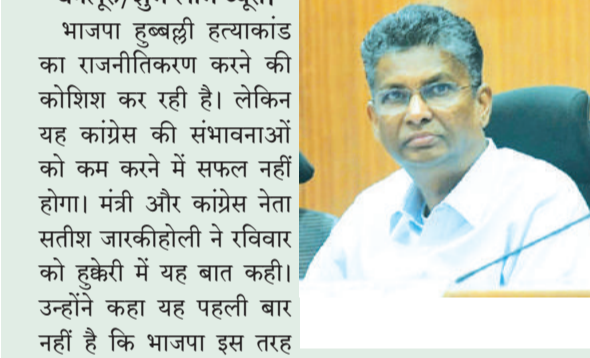 भाजपा हुब्बल्ली हत्याकांड
का राजनीतिकरण करने की
कोशिश कर रही है। लेकिन
यह कांग्रेस की संभावनाओं
को कम करने में सफल नहीं
होगा। मंत्री और कांग्रेस नेता
सतीश जारकीहोली ने रविवार
को हुक्केरी में यह बात कही।
उन्होंने कहा यह पहली बार
नहीं है कि भाजपा इस तरह